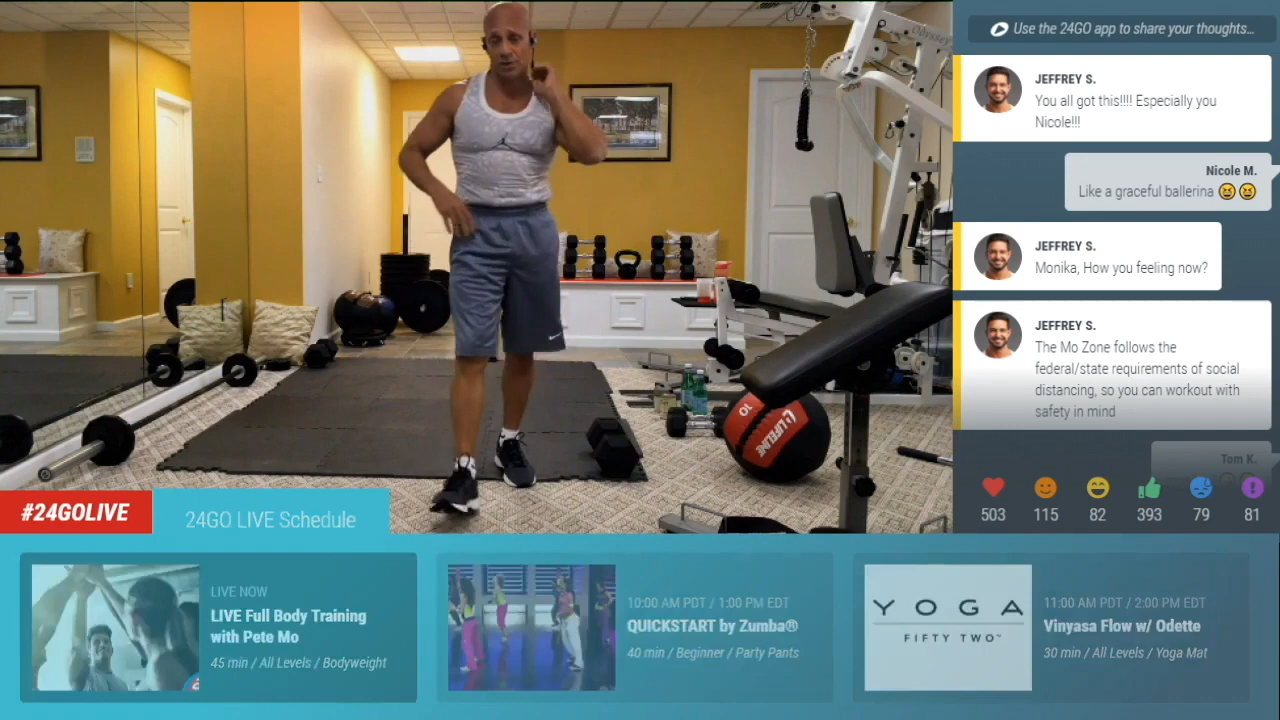 Odyssey
Use the 24GO app to share your thoughts...
JEFFREY S.
You all got this!!!! Especially you
Nicole!!!
Nicole M.
Like a graceful ballerina 😆 😆
JEFFREY S.
Monika, How you feeling now?
JEFFREY S.
The Mo Zone follows the
federal/state requirements of social
distancing, so you can workout with
safety in mind
Tom K.
503 115 82 393 79 81
10
LIFELINE
#24GOLIVE
24GO LIVE Schedule
LIVE NOW
LIVE Full Body Training
with Pete Mo
45 min / All Levels / Bodyweight
10:00 AM PDT / 1:00 PM EDT
QUICKSTART by Zumba®
40 min / Beginner / Party Pants
YOGA
FIFTY TWO™
11:00 AM PDT / 2:00 PM EDT
Vinyasa Flow w/ Odette
30 min / All Levels / Yoga Mat